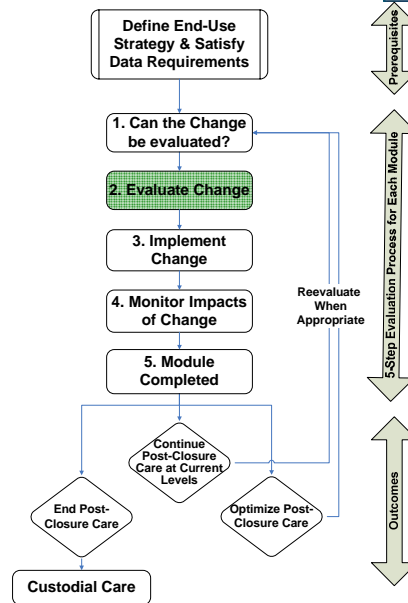 Define End-Use
Strategy & Satisfy
Data Requirements
Prerequisites
1. Can the Change
be evaluated?
2. Evaluate Change
3. Implement
Change
4. Monitor Impacts
of Change
5. Module
Completed
Reevaluate
When
Appropriate
5-Step Evaluation Process for Each Module
Continue
Post-Closure
Care at Current
Levels
End Post-
Closure Care
Optimize Post-
Closure Care
Outcomes
Custodial Care